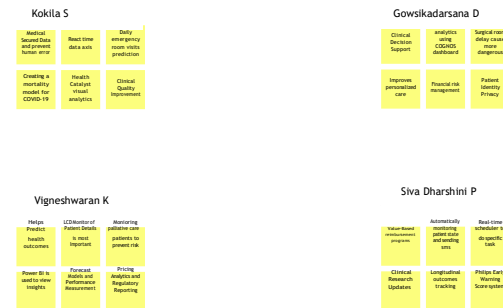 Kokila S
Medical
Secured Data
and prevent
human error
React time
data axis
Daily
emergency
room visits
prediction
Creating a
mortality
model for
COVID-19
Health
Catalyst
visual
analytics
Clinical
Quality
Improvement
Gowsikadarsana D
Clinical
Decision
Support
analytics
using
COGNOS
dashboard
Surgical room
delay cause
more
dangerous
Improves
personalized
care
Financial risk
management
Patient
Identity
Privacy
Vigneshwaran K
Helps
Predict
health
outcomes
LCD Monitor of
Patient Details
is most
important
Monioring
palliative care
patients to
prevent risk
Power BI is
used to view
insights
Forecast
Models and
Performance
Measurement
Pricing
Analytics and
Regulatory
Reporting
Siva Dharshini P
Value-Based
reimbursement
programs
Automatically
monitoring
patient state
and sending
sms
Real-time
scheduler to
do specific
task
Clinical
Research
Updates
Longitudinal
outcomes
tracking
Philips Early
Warning
Score system